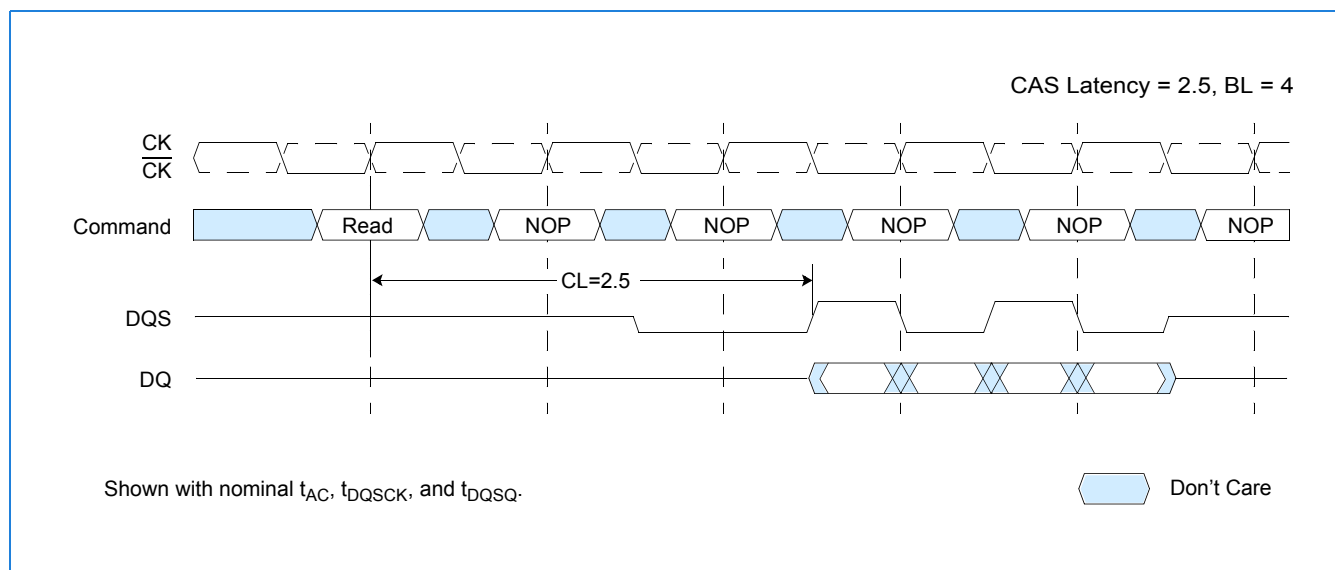 CAS Latency = 2.5, BL = 4
CK
CK
Command
Read NOP NOP NOP NOP NOP
CL=2.5
DQS
DQ
Shown with nominal tAC, tDQSCK, and tDQSQ.
Don't Care